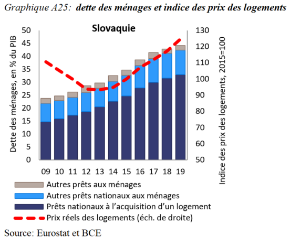 Graphique A25: dette des ménages et indice des prix des logements
Slovaquie
Dette des ménages, en % du PIB
50
45
40
35
30
25
20
15
10
5
0
130
120
110
100
90
80
70
60
50
Indice des prix des logements, 2015=100
09 10 11 12 13 14 15 16 17 18 19
Autres prêts aux ménages
Autres prêts nationaux aux ménages
Prêts nationaux à l'acquisition d'un logement
Prix réels des logements (éch. de droite)
Source: Eurostat et BCE